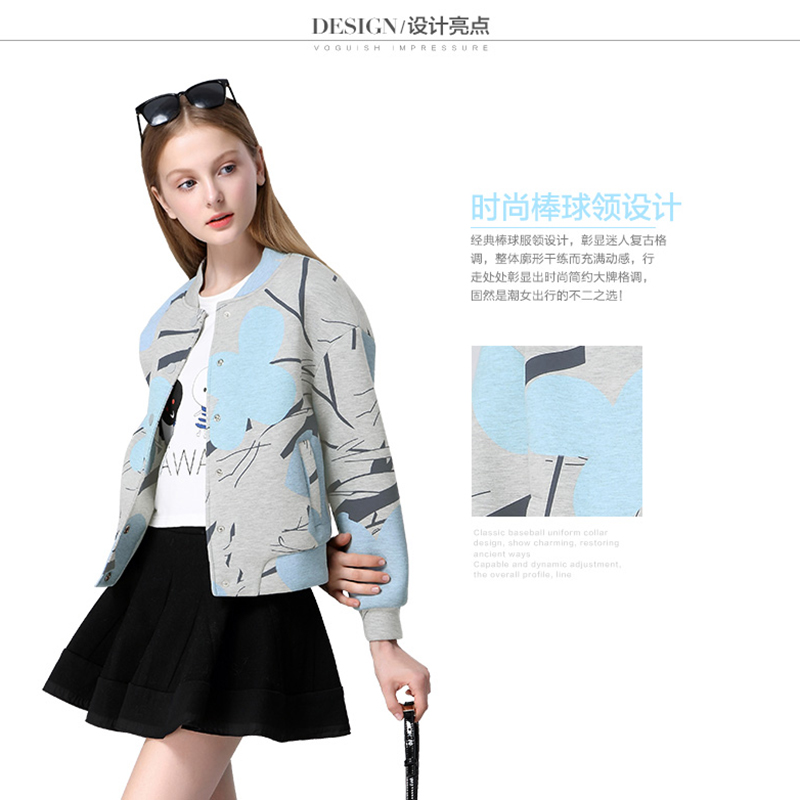 DESIGN/设计亮点
VOGUISH IMPRESSURE
时尚棒球领设计
经典棒球服领设计，彰显迷人复古格
调，整体廓形干练而充满动感，行
走处处彰显出时尚简约大牌格调，
固然是潮女出行的不二之选！
AWA
Classic baseball uniform collar
design, show charming, restoring
ancient ways
Capable and dynamic adjustment,
the overall profile, line